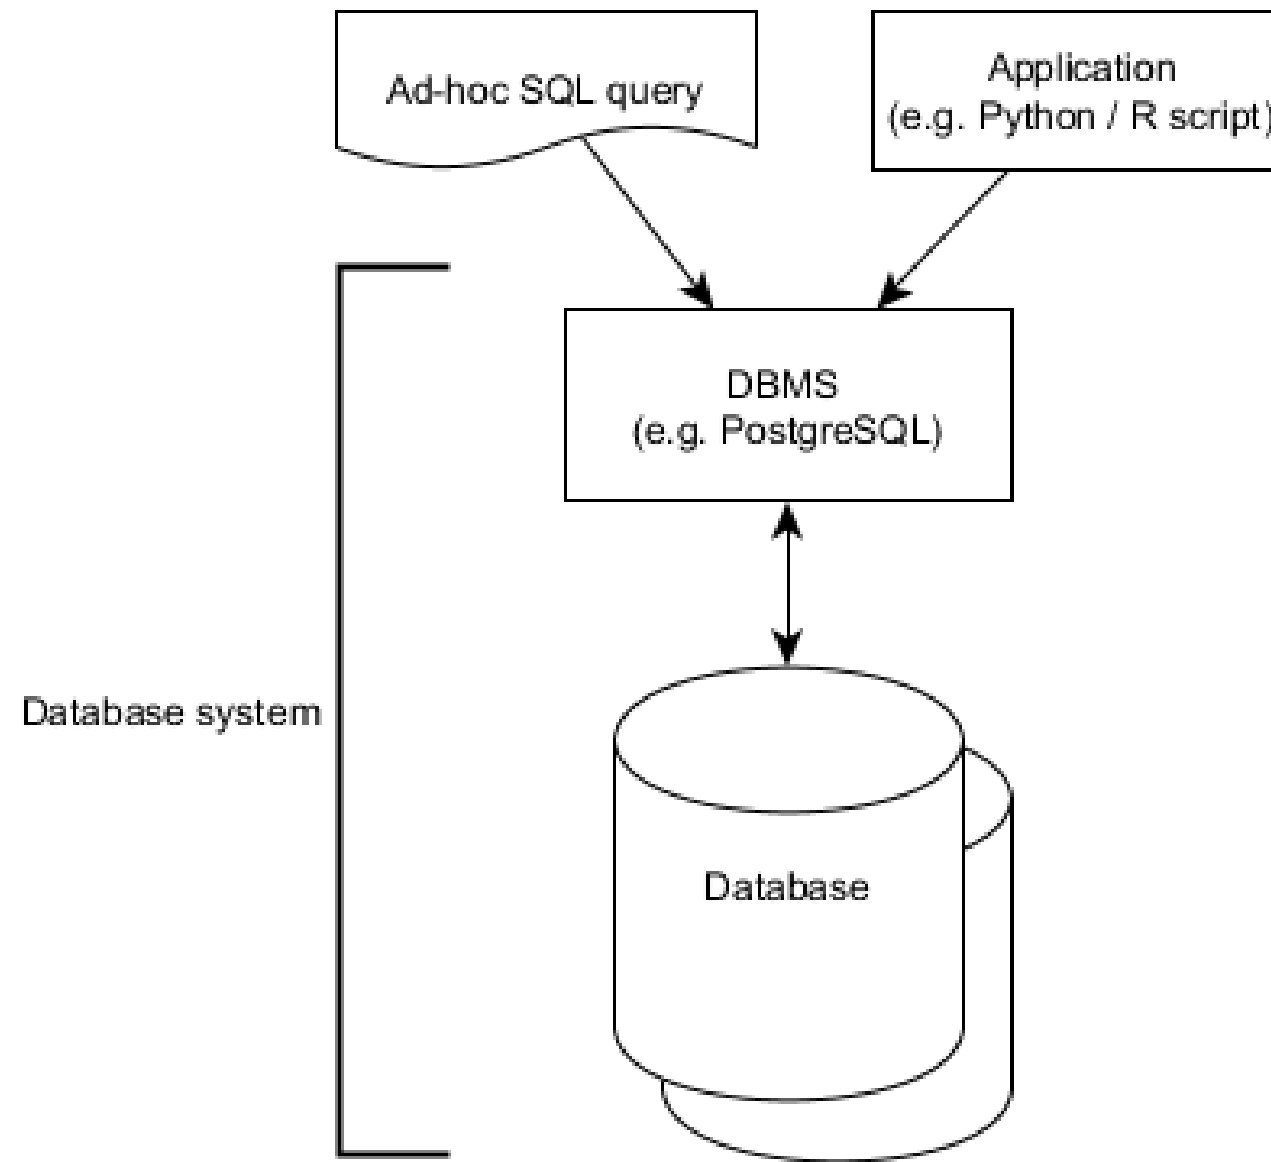 Ad-hoc SQL query
Application
(e.g. Python / R script)
DBMS
(e.g. PostgreSQL)
Database system
Database